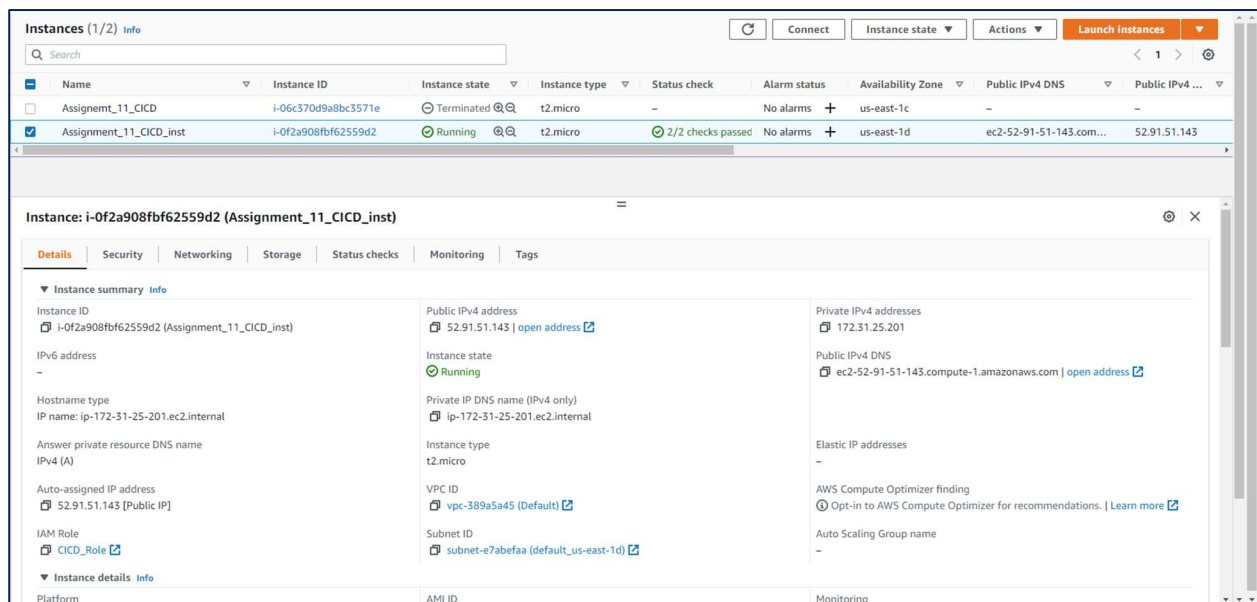 Instances (1/2) Info
Connect Instance state Actions Launch instances
Search
1
Name Instance ID Instance state Instance type Status check Alarm status Availability Zone Public IPv4 DNS Public IPv4 ...
Assignemt_11_CICD i-06c370d9a8bc3571e Terminated t2.micro – No alarms + us-east-1c – –
Assignment_11_CICD_inst i-0f2a908fbf62559d2 Running t2.micro 2/2 checks passed No alarms + us-east-1d ec2-52-91-51-143.com... 52.91.51.143
Instance: i-0f2a908fbf62559d2 (Assignment_11_CICD_inst)
Details Security Networking Storage Status checks Monitoring Tags
Instance summary Info
Instance ID Public IPv4 address Private IPv4 addresses
i-0f2a908fbf62559d2 (Assignment_11_CICD_inst) 52.91.51.143 | open address 172.31.25.201
IPv6 address Instance state Public IPv4 DNS
– Running ec2-52-91-51-143.compute-1.amazonaws.com | open address
Hostname type Private IP DNS name (IPv4 only)
IP name: ip-172-31-25-201.ec2.internal ip-172-31-25-201.ec2.internal
Answer private resource DNS name Instance type Elastic IP addresses
IPv4 (A) t2.micro –
Auto-assigned IP address VPC ID AWS Compute Optimizer finding
52.91.51.143 [Public IP] vpc-389a5a45 (Default) Opt-in to AWS Compute Optimizer for recommendations. | Learn more
IAM Role Subnet ID Auto Scaling Group name
CICD_Role subnet-e7abefaa (default_us-east-1d) –
Instance details Info
Platform AMI ID Monitoring